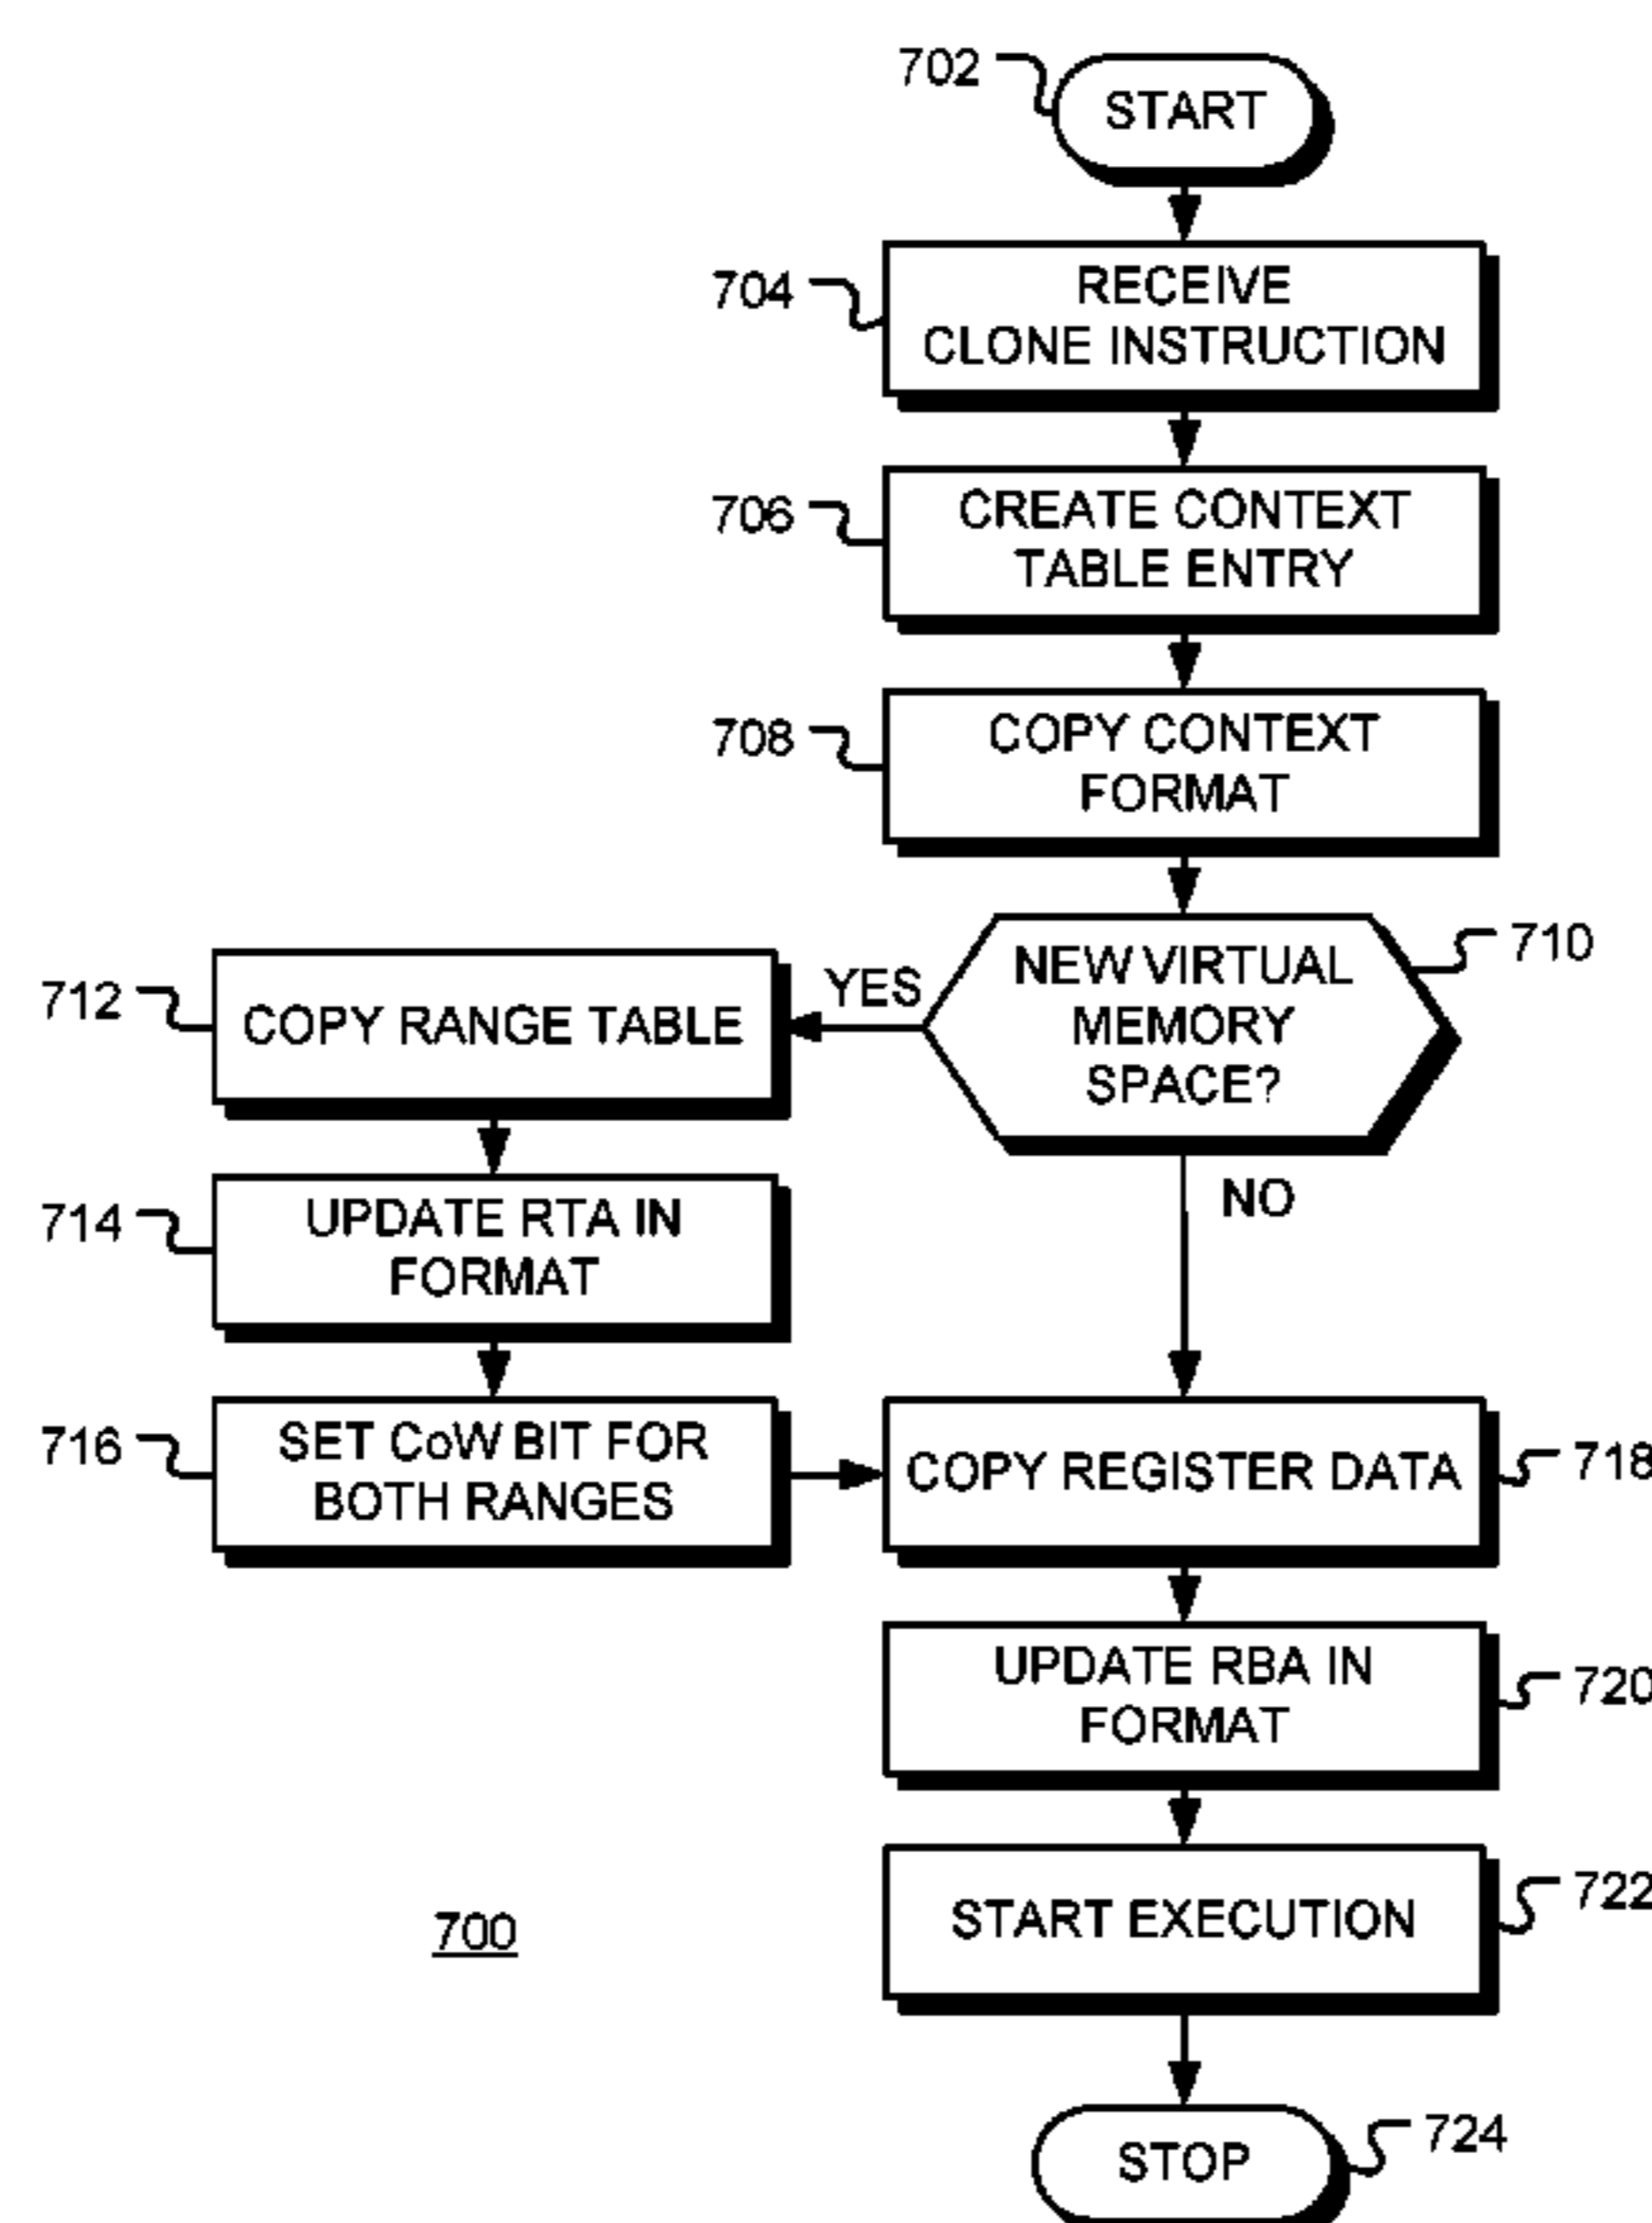 702
START
704
RECEIVE
CLONE INSTRUCTION
706
CREATE CONTEXT
TABLE ENTRY
708
COPY CONTEXT
FORMAT
710
NEW VIRTUAL
MEMORY
SPACE?
YES
NO
712
COPY RANGE TABLE
714
UPDATE RTA IN
FORMAT
716
SET CoW BIT FOR
BOTH RANGES
COPY REGISTER DATA
718
UPDATE RBA IN
FORMAT
720
START EXECUTION
722
700
STOP
724